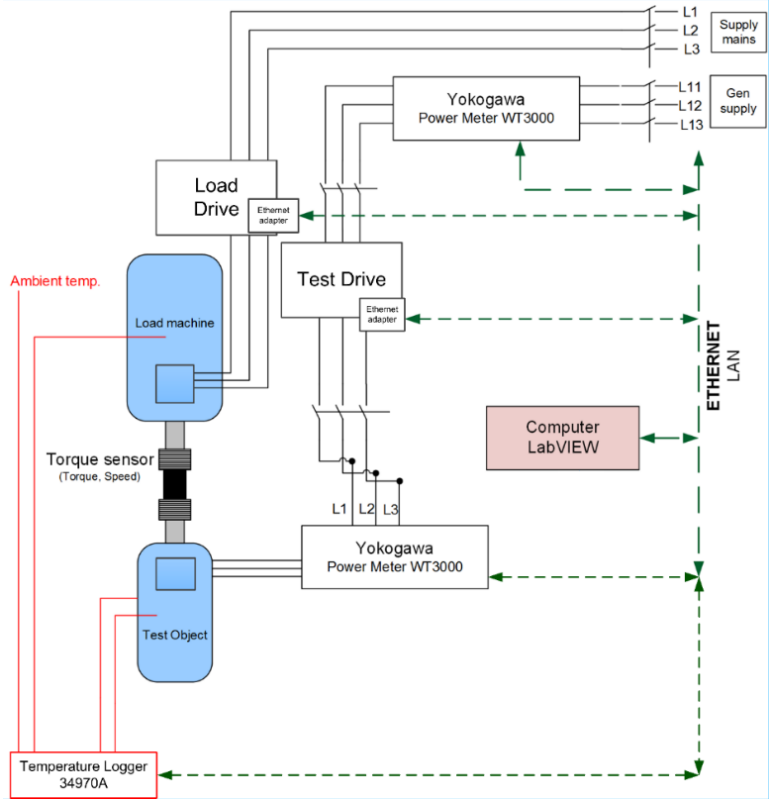 L1
L2
L3
Supply
mains
L11
L12
L13
Gen
supply
Yokogawa
Power Meter WT3000
Load
Drive
Ethernet
adapter
Test Drive
Ethernet
adapter
Ambient temp.
Load machine
ETHERNET
LAN
Computer
LabVIEW
Torque sensor
(Torque, Speed)
L1
L2
L3
Yokogawa
Power Meter WT3000
Test Object
Temperature Logger
34970A